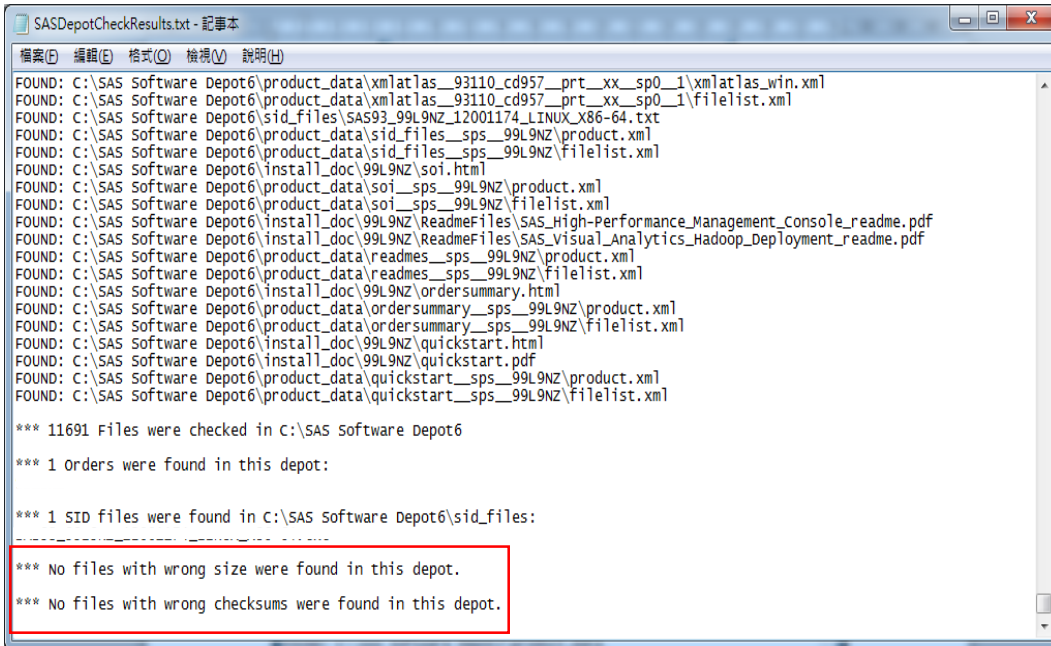 SASDepotCheckResults.txt - 記事本
檔案(F) 編輯(E) 格式(O) 檢視(V) 說明(H)
FOUND: C:\SAS Software Depot6\product_data\xmlatlas__93110_cd957__prt__xx__sp0__1\xmlatlas_win.xml
FOUND: C:\SAS Software Depot6\product_data\xmlatlas__93110_cd957__prt__xx__sp0__1\filelist.xml
FOUND: C:\SAS Software Depot6\sid_files\SAS93_99L9NZ_12001174_LINUX_X86-64.txt
FOUND: C:\SAS Software Depot6\product_data\sid_files__sps__99L9NZ\product.xml
FOUND: C:\SAS Software Depot6\product_data\sid_files__sps__99L9NZ\filelist.xml
FOUND: C:\SAS Software Depot6\install_doc\99L9NZ\soi.html
FOUND: C:\SAS Software Depot6\product_data\soi__sps__99L9NZ\product.xml
FOUND: C:\SAS Software Depot6\product_data\soi__sps__99L9NZ\filelist.xml
FOUND: C:\SAS Software Depot6\install_doc\99L9NZ\ReadmeFiles\SAS_High-Performance_Management_Console_readme.pdf
FOUND: C:\SAS Software Depot6\install_doc\99L9NZ\ReadmeFiles\SAS_Visual_Analytics_Hadoop_Deployment_readme.pdf
FOUND: C:\SAS Software Depot6\product_data\readmes__sps__99L9NZ\product.xml
FOUND: C:\SAS Software Depot6\product_data\readmes__sps__99L9NZ\filelist.xml
FOUND: C:\SAS Software Depot6\install_doc\99L9NZ\ordersummary.html
FOUND: C:\SAS Software Depot6\product_data\ordersummary__sps__99L9NZ\product.xml
FOUND: C:\SAS Software Depot6\product_data\ordersummary__sps__99L9NZ\filelist.xml
FOUND: C:\SAS Software Depot6\install_doc\99L9NZ\quickstart.html
FOUND: C:\SAS Software Depot6\install_doc\99L9NZ\quickstart.pdf
FOUND: C:\SAS Software Depot6\product_data\quickstart__sps__99L9NZ\product.xml
FOUND: C:\SAS Software Depot6\product_data\quickstart__sps__99L9NZ\filelist.xml
*** 11691 Files were checked in C:\SAS Software Depot6
*** 1 Orders were found in this depot:
*** 1 SID files were found in C:\SAS Software Depot6\sid_files:
*** No files with wrong size were found in this depot.
*** No files with wrong checksums were found in this depot.